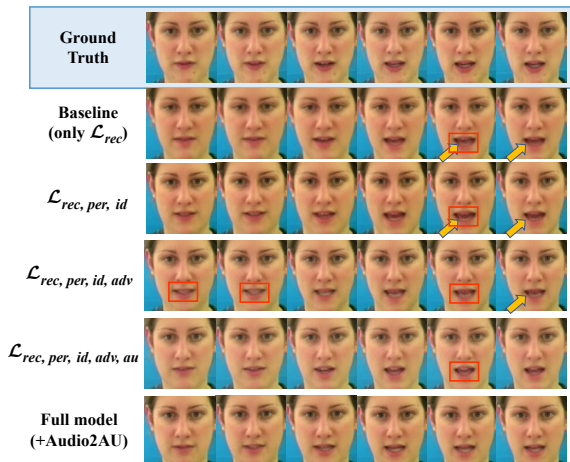 Ground
Truth
Baseline
(only ℒrec)
ℒrec, per, id
ℒrec, per, id, adv
ℒrec, per, id, adv, au
Full model
(+Audio2AU)